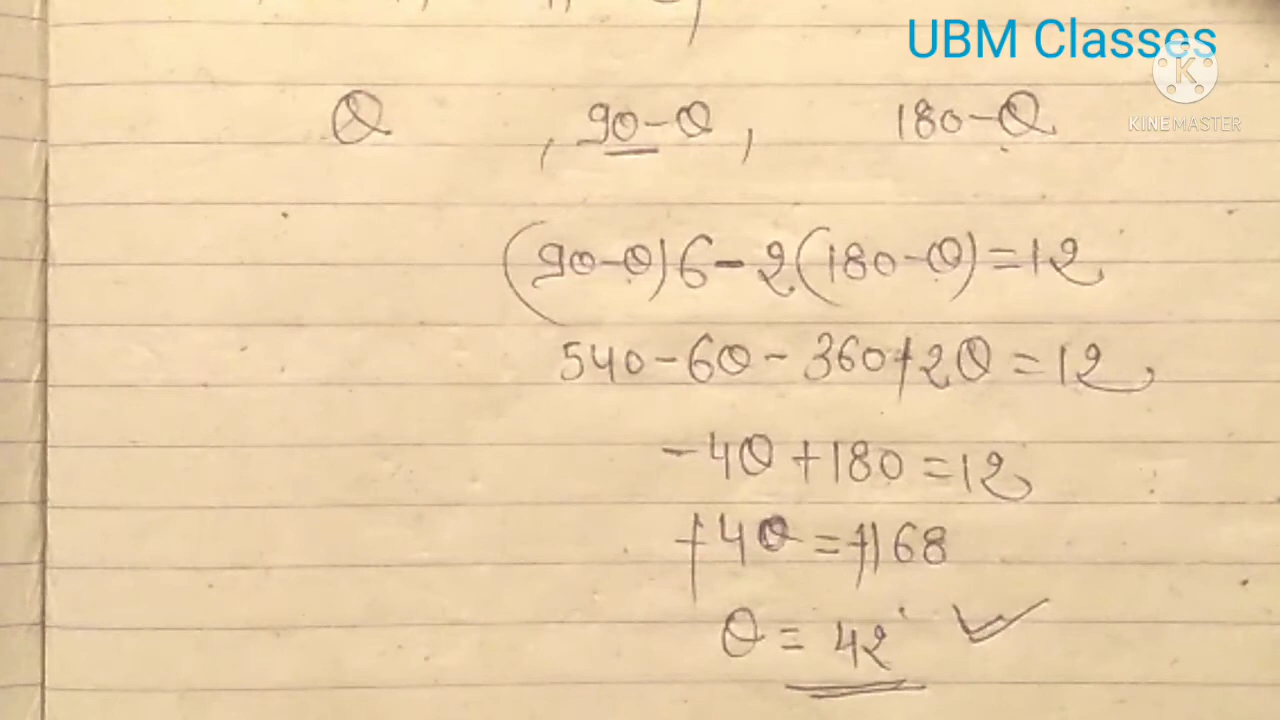 UBM Classes
KINEMASTER
θ , 90-θ , 180-θ
(90-θ)6-2(180-θ)=12
540-6θ-360+2θ=12
-4θ+180=12
+4θ=+168
θ=42°